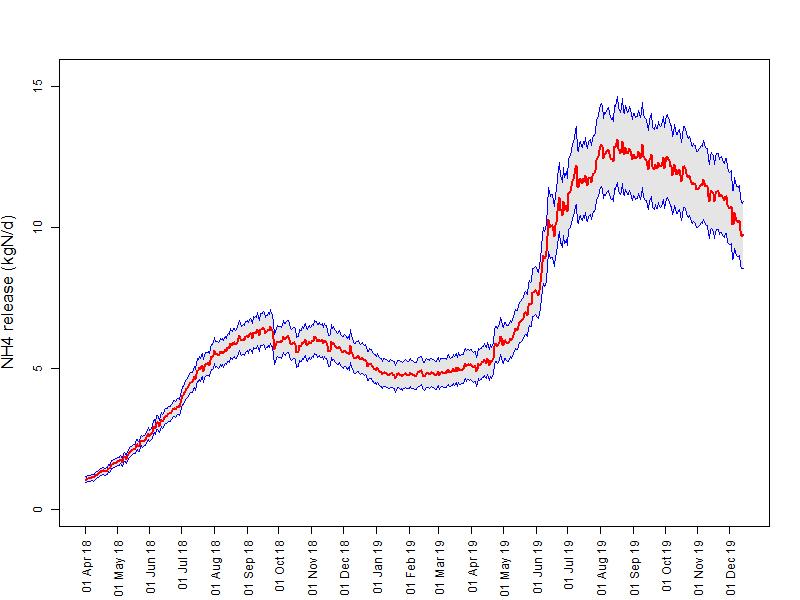 NH4 release (kgN/d)
15
10
5
0
01 Apr 18
01 May 18
01 Jun 18
01 Jul 18
01 Aug 18
01 Sep 18
01 Oct 18
01 Nov 18
01 Dec 18
01 Jan 19
01 Feb 19
01 Mar 19
01 Apr 19
01 May 19
01 Jun 19
01 Jul 19
01 Aug 19
01 Sep 19
01 Oct 19
01 Nov 19
01 Dec 19